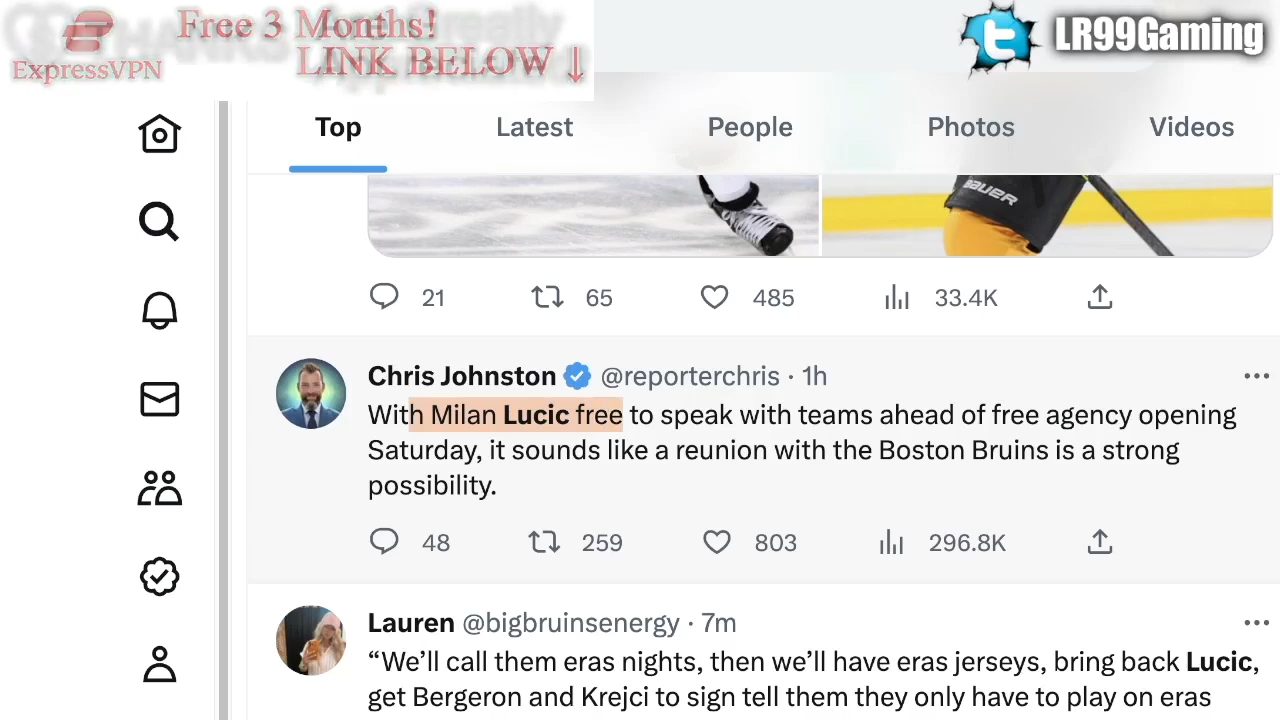 Free 3 Months!
LINK BELOW ↓
ExpressVPN
LR99Gaming
Top Latest People Photos Videos
BAUER
21 65 485 33.4K
Chris Johnston @reporterchris · 1h
With Milan Lucic free to speak with teams ahead of free agency opening
Saturday, it sounds like a reunion with the Boston Bruins is a strong
possibility.
48 259 803 296.8K
Lauren @bigbruinsenergy · 7m
“We’ll call them eras nights, then we’ll have eras jerseys, bring back Lucic,
get Bergeron and Krejci to sign tell them they only have to play on eras